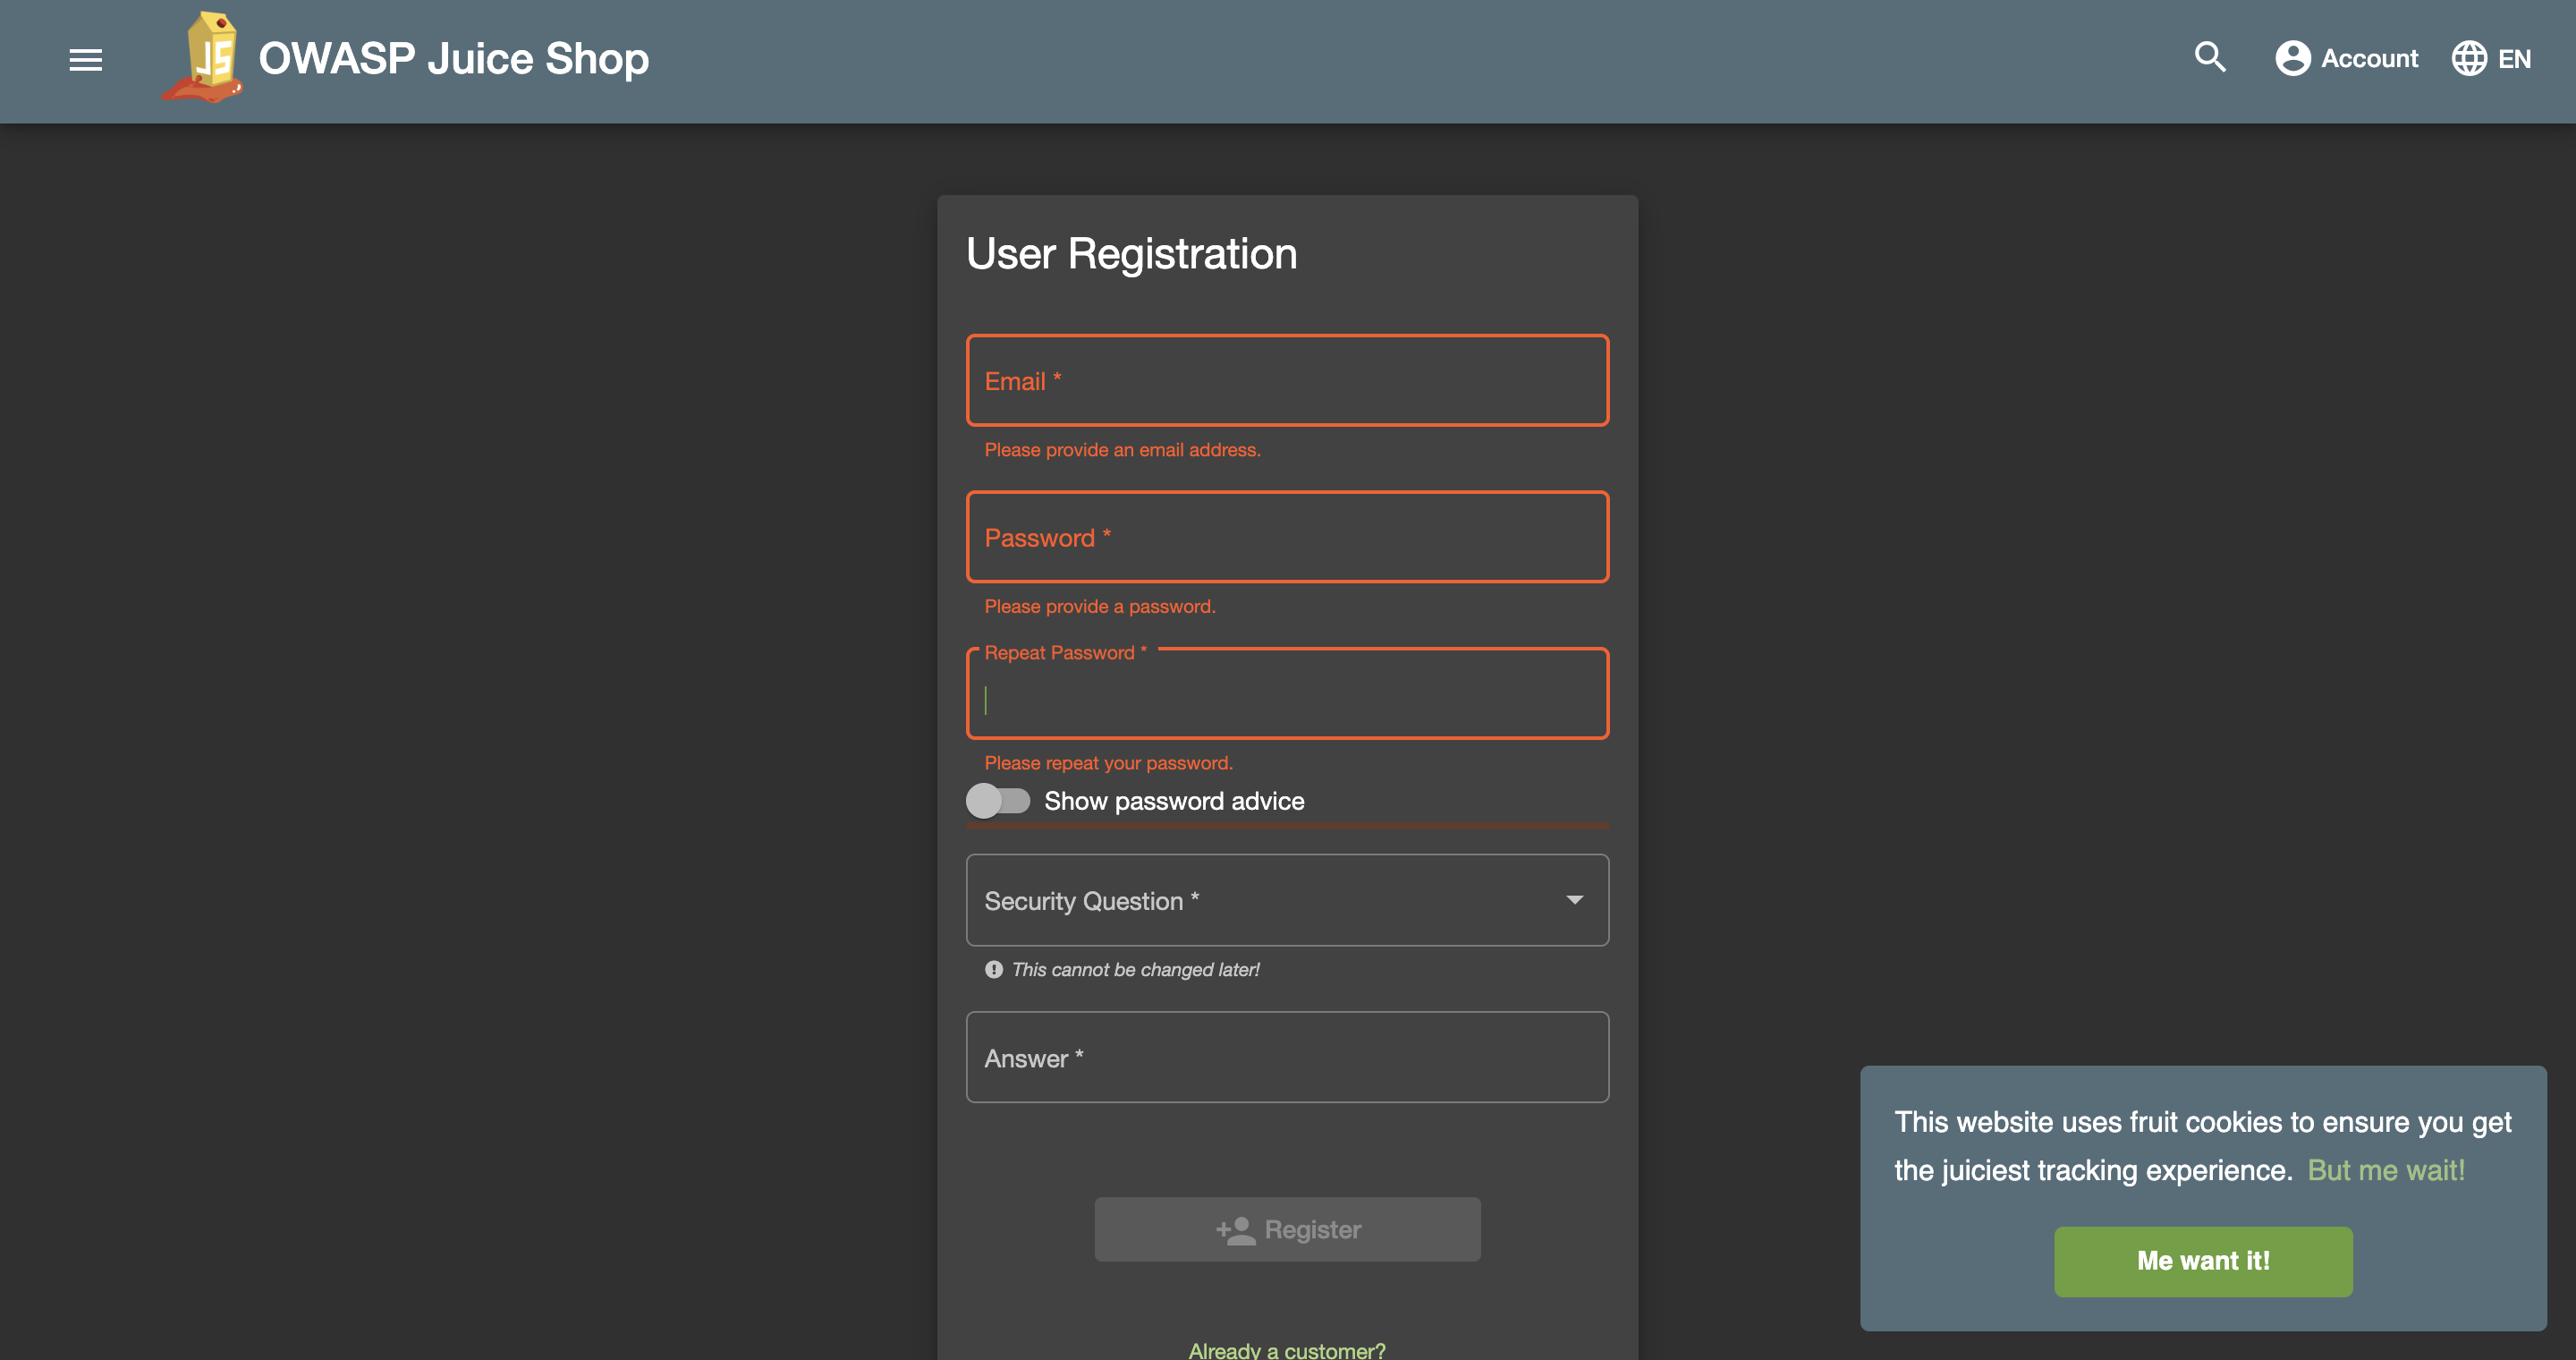 JS
OWASP Juice Shop
Account
EN
User Registration
Email *
Please provide an email address.
Password *
Please provide a password.
Repeat Password *
Please repeat your password.
Show password advice
Security Question *
This cannot be changed later!
Answer *
Register
Already a customer?
This website uses fruit cookies to ensure you get
the juiciest tracking experience. But me wait!
Me want it!